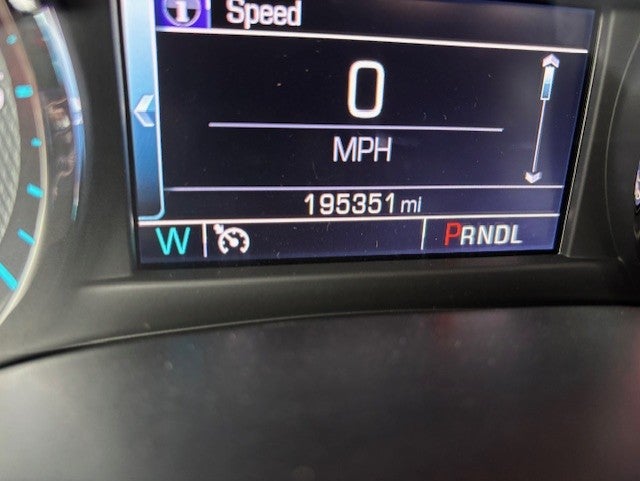 Speed
0
MPH
195351 mi
W PRNDL